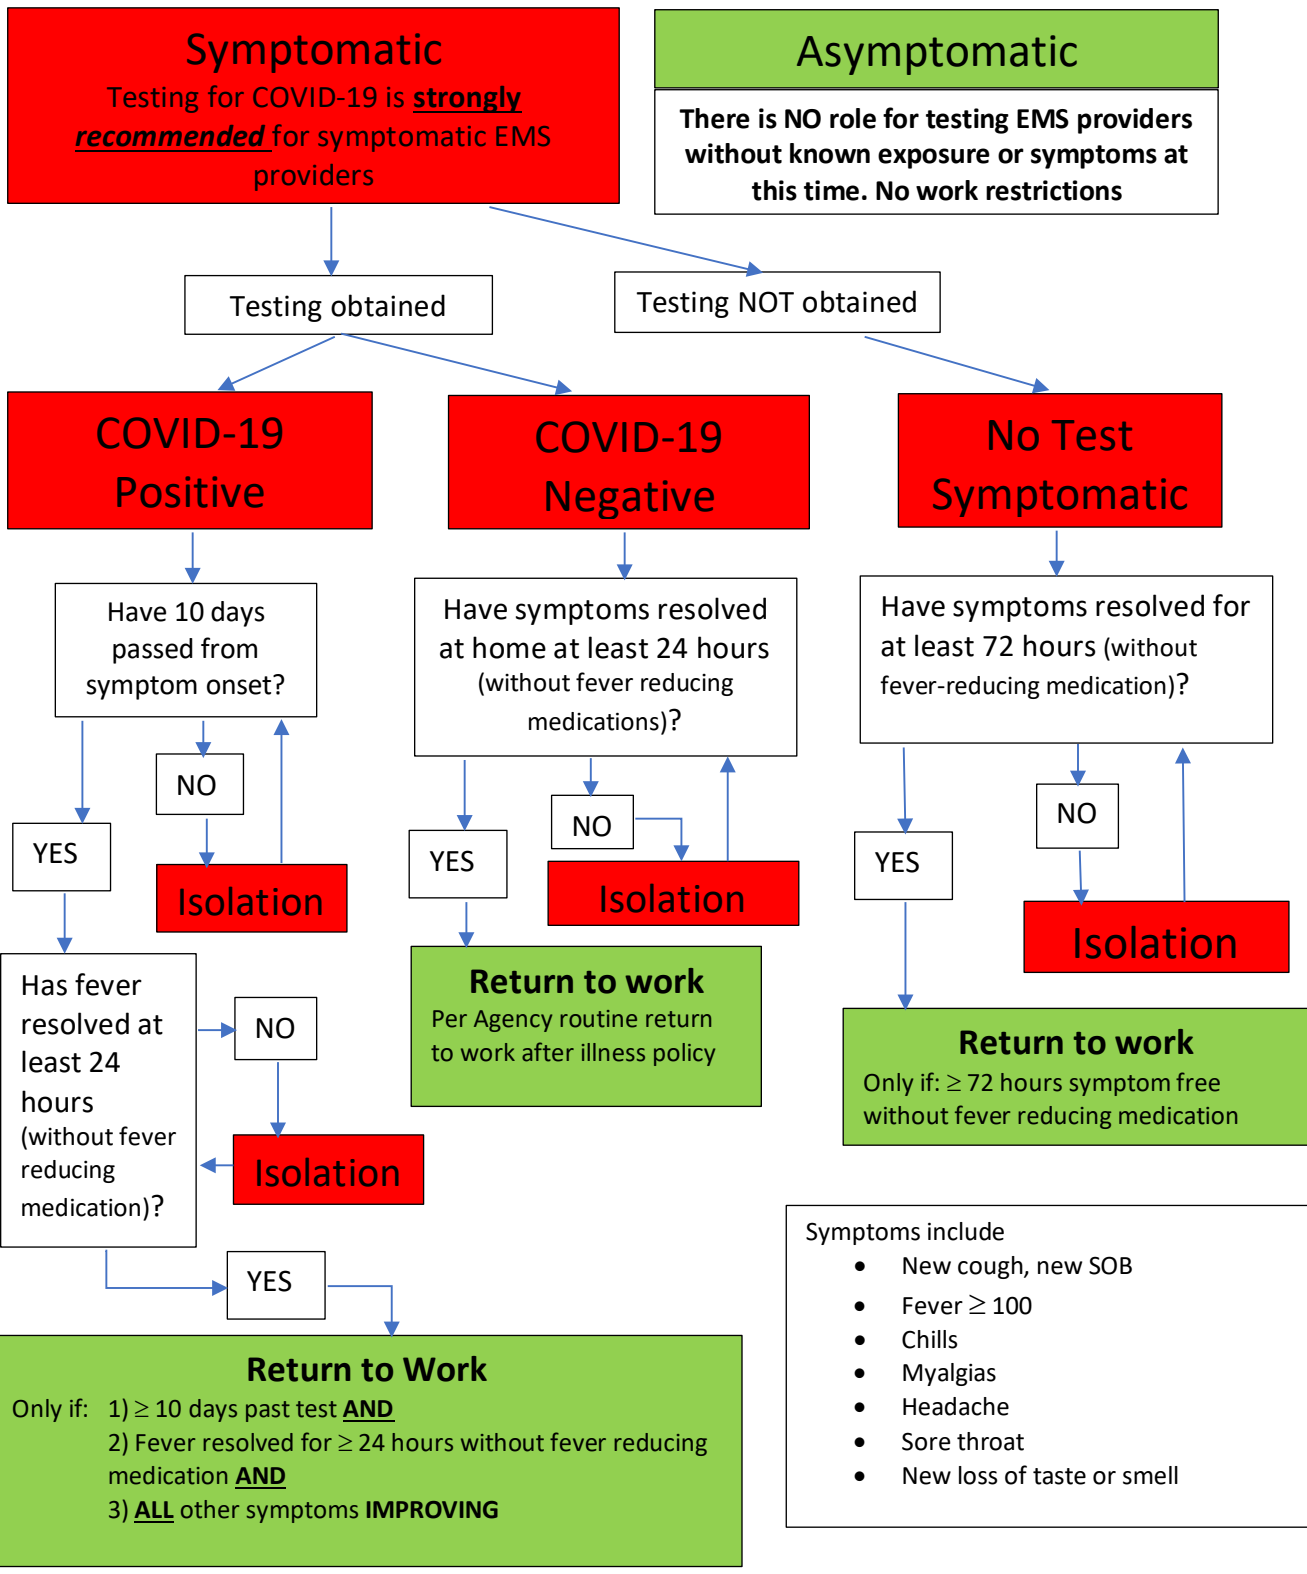 Symptomatic
Testing for COVID-19 is strongly
recommended for symptomatic EMS
providers
Asymptomatic
There is NO role for testing EMS providers
without known exposure or symptoms at
this time. No work restrictions
Testing obtained
Testing NOT obtained
COVID-19
Positive
COVID-19
Negative
No Test
Symptomatic
Have 10 days
passed from
symptom onset?
Have symptoms resolved
at home at least 24 hours
(without fever reducing
medications)?
Have symptoms resolved for
at least 72 hours (without
fever-reducing medication)?
NO
YES
Isolation
NO
YES
Isolation
NO
YES
Isolation
Has fever
resolved at
least 24
hours
(without fever
reducing
medication)?
NO
Isolation
YES
Return to work
Per Agency routine return
to work after illness policy
Return to work
Only if: ≥ 72 hours symptom free
without fever reducing medication
Return to Work
Only if: 1) ≥ 10 days past test AND
2) Fever resolved for ≥ 24 hours without fever reducing
medication AND
3) ALL other symptoms IMPROVING
Symptoms include
• New cough, new SOB
• Fever ≥ 100
• Chills
• Myalgias
• Headache
• Sore throat
• New loss of taste or smell